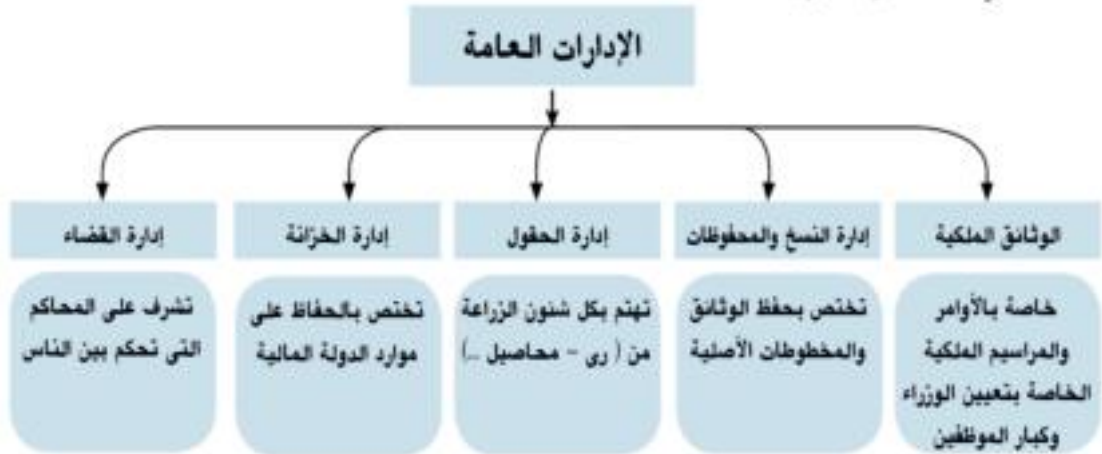 الإدارات العامة
الوثائق الملكية
خاصة بالأوامر
والمراسيم الملكية
الخاصة بتعيين الوزراء
وكبار الموظفين
إدارة النسخ والمحفوظات
تختص بحفظ الوثائق
والمخطوطات الأصلية
إدارة الحقول
تهتم بكل شئون الزراعة
من ( رى - محاصيل ..)
إدارة الخزانة
تختص بالحفاظ على
موارد الدولة المالية
إدارة القضاء
تشرف على المحاكم
التى تحكم بين الناس